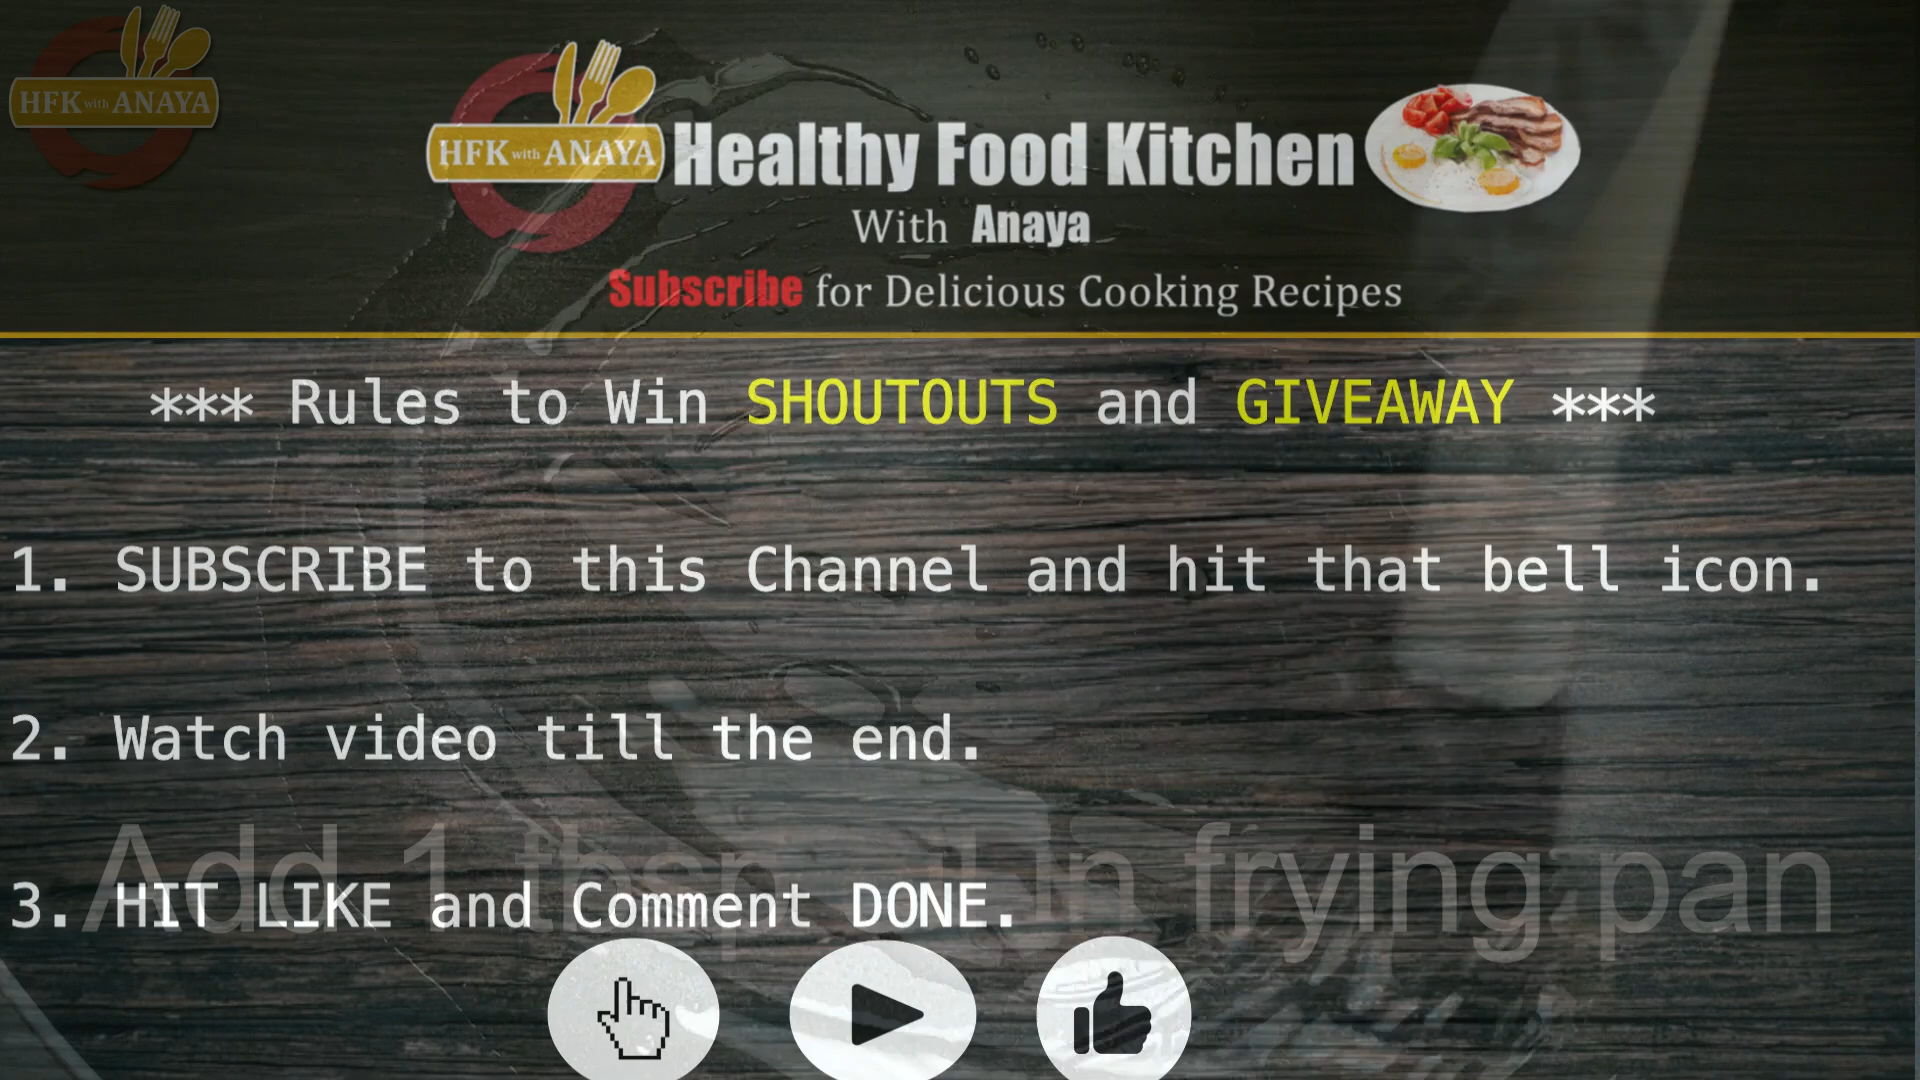 HFK with ANAYA
HFK with ANAYA
Healthy Food Kitchen
With Anaya
Subscribe for Delicious Cooking Recipes
*** Rules to Win SHOUTOUTS and GIVEAWAY ***
1. SUBSCRIBE to this Channel and hit that bell icon.
2. Watch video till the end.
Add 1 tbsp in frying pan
3. HIT LIKE and Comment DONE.